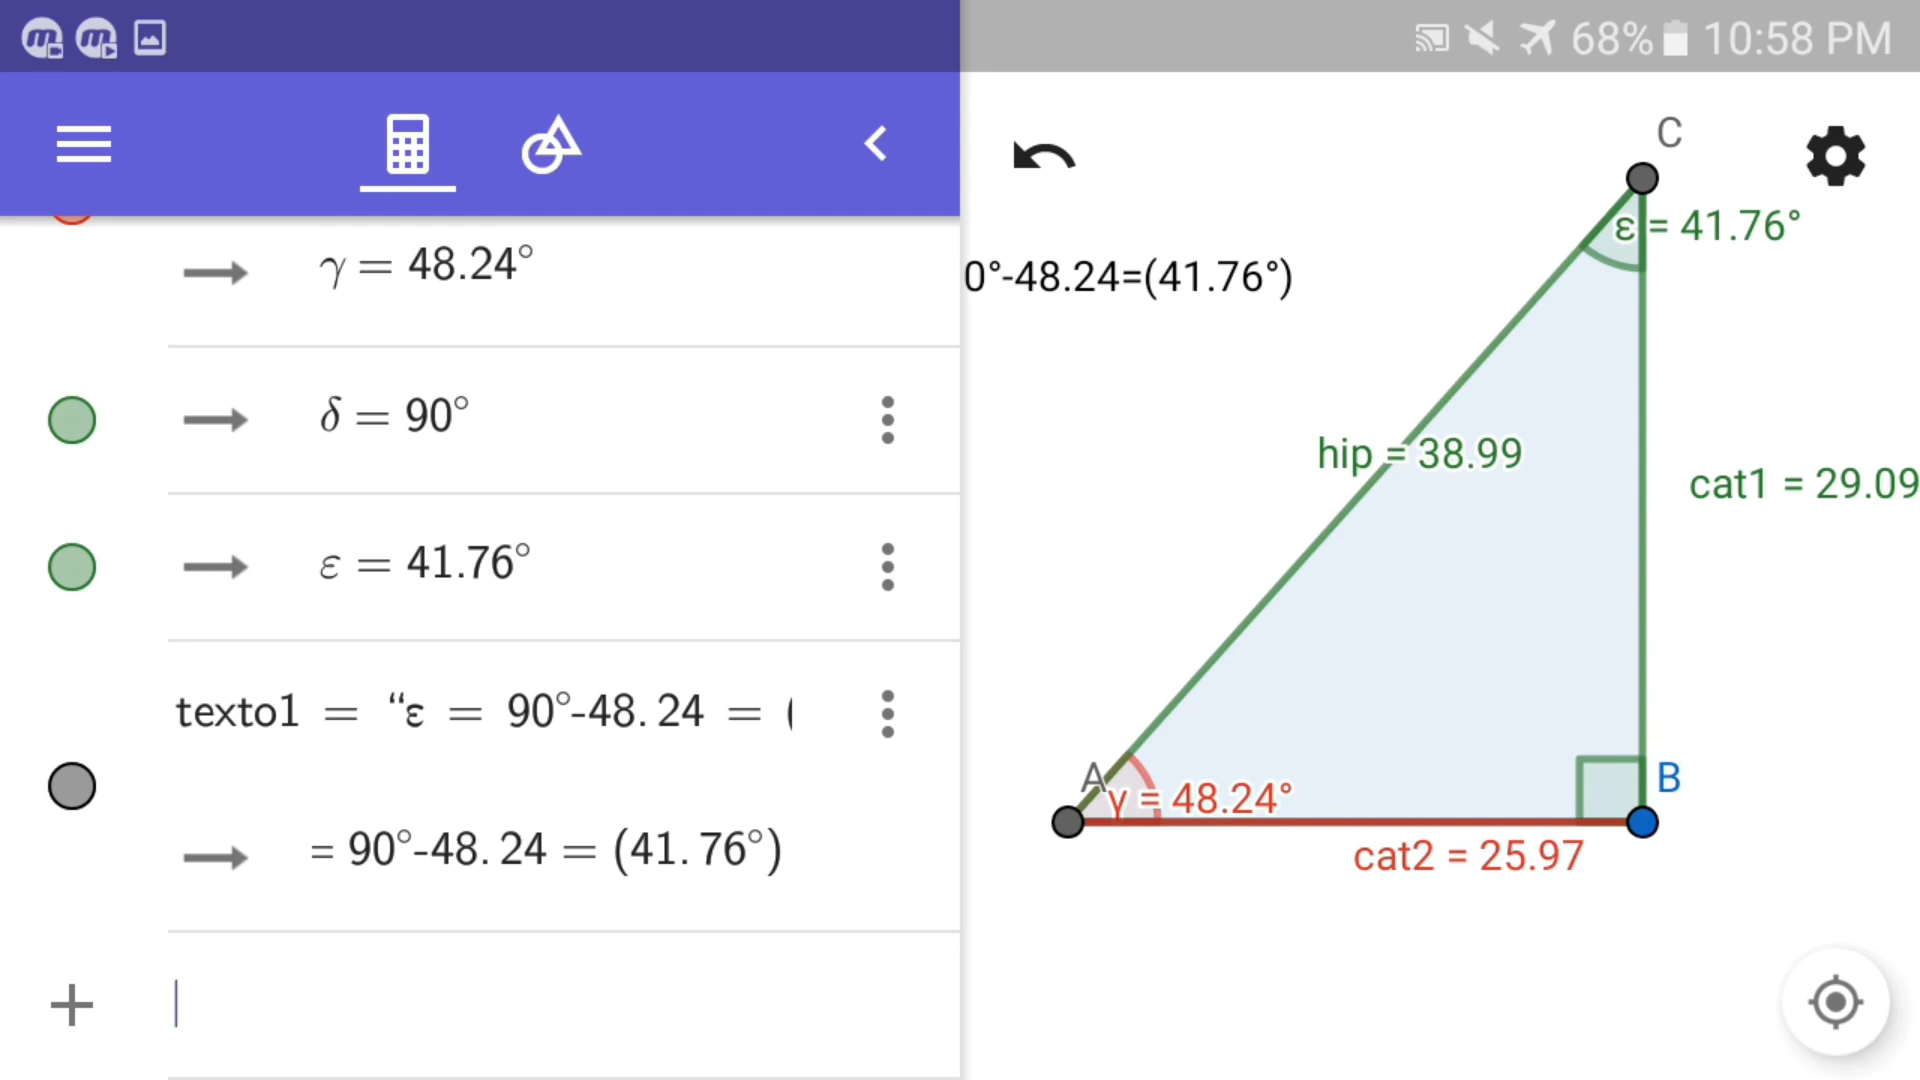 68% 10:58 PM
γ = 48.24°
δ = 90°
ε = 41.76°
texto1 = “ε = 90°-48. 24 = (
= 90°-48. 24 = (41. 76°)
0°-48.24=(41.76°)
C
ε = 41.76°
hip = 38.99
cat1 = 29.09
A
γ = 48.24°
B
cat2 = 25.97